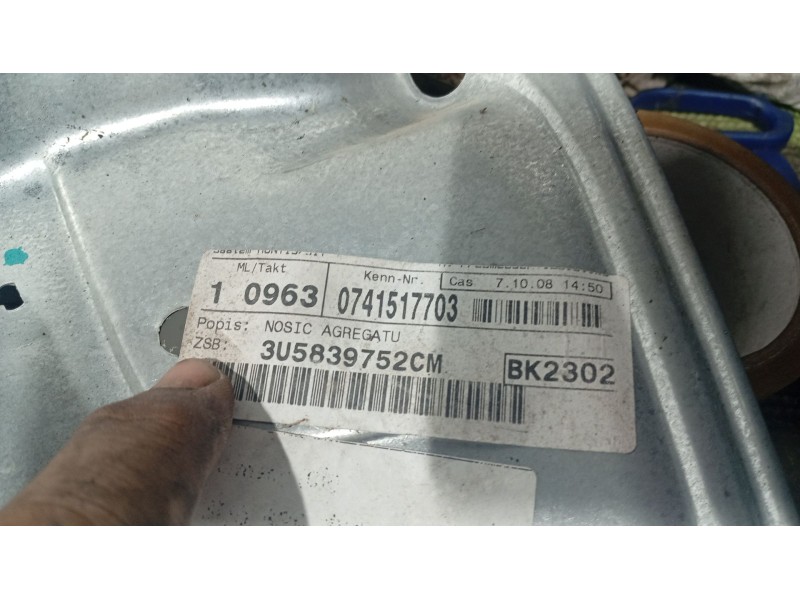 ML/Takt Kenn-Nr. Cas 7.10.08 14:50
1 0963 0741517703
Popis: NOSIC AGREGATU
ZSB: 3U5839752CM BK2302